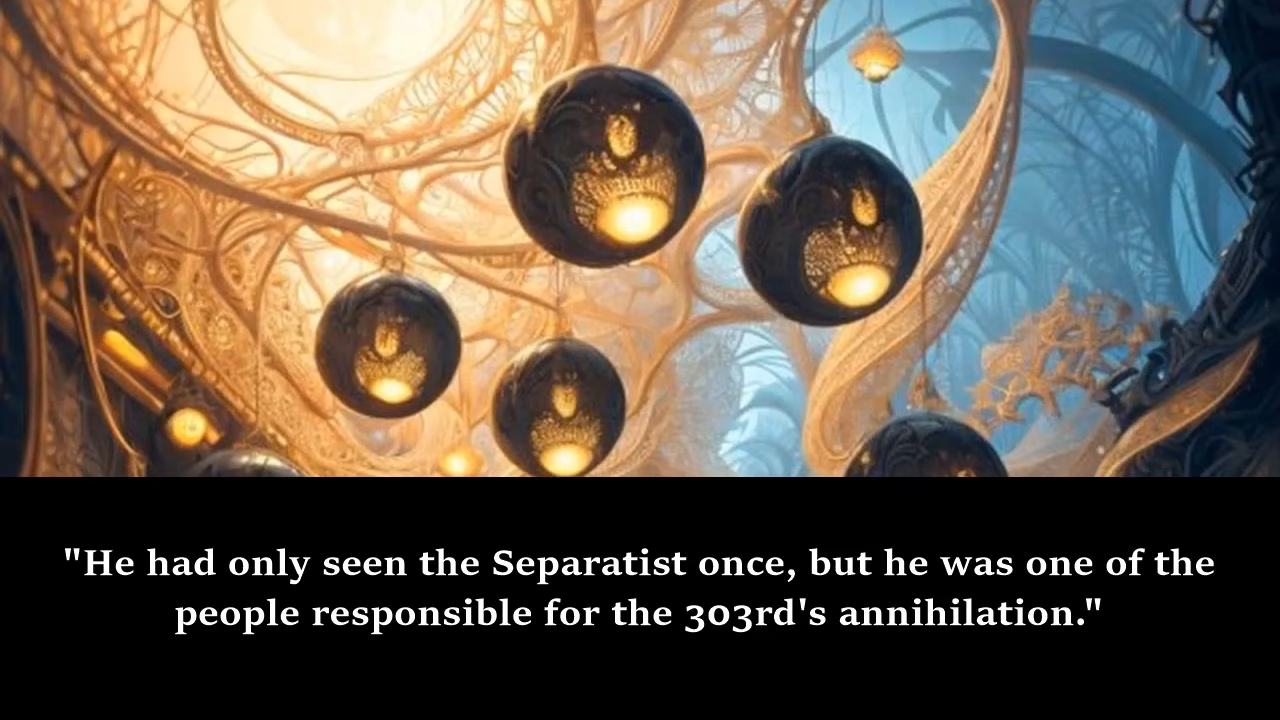 "He had only seen the Separatist once, but he was one of the
people responsible for the 303rd's annihilation."